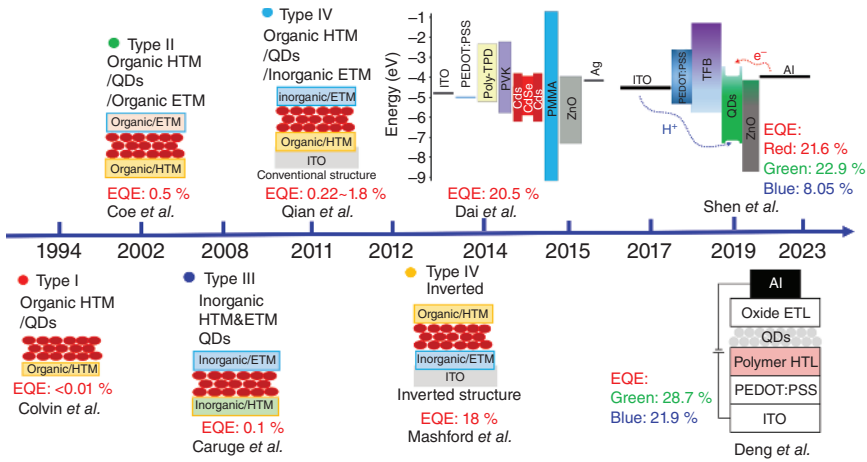 Type II
Organic HTM
/QDs
/Organic ETM
Organic/ETM
Organic/HTM
EQE: 0.5 %
Coe et al.
Type IV
Organic HTM
/QDs
/Inorganic ETM
inorganic/ETM
Organic/HTM
ITO
Conventional structure
EQE: 0.22~1.8 %
Qian et al.
Energy (eV)
−1
−2
−3
−4
−5
−6
−7
−8
−9
ITO
PEDOT:PSS
Poly-TPD
PVK
Cds
CdSe
Cds
PMMA
ZnO
Ag
EQE: 20.5 %
Dai et al.
ITO
PEDOT:PSS
TFB
QDs
ZnO
Al
e−
H+
EQE:
Red: 21.6 %
Green: 22.9 %
Blue: 8.05 %
Shen et al.
1994 2002 2008 2011 2012 2014 2015 2017 2019 2023
Type I
Organic HTM
/QDs
Organic/HTM
EQE: <0.01 %
Colvin et al.
Type III
Inorganic
HTM&ETM
QDs
Inorganic/ETM
Inorganic/HTM
EQE: 0.1 %
Caruge et al.
Type IV
Inverted
Organic/HTM
Inorganic/ETM
ITO
Inverted structure
EQE: 18 %
Mashford et al.
EQE:
Green: 28.7 %
Blue: 21.9 %
Al
Oxide ETL
QDs
Polymer HTL
PEDOT:PSS
ITO
Deng et al.